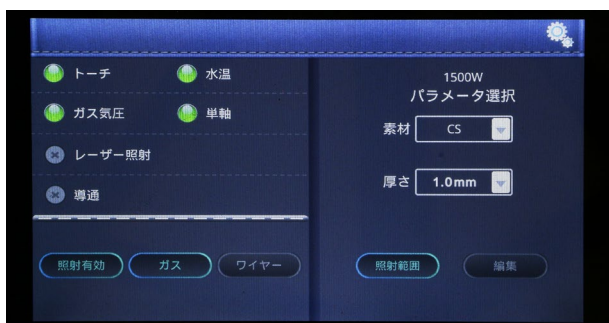 トーチ
水温
ガス気圧
単軸
レーザー照射
導通
照射有効
ガス
ワイヤー
1500W
パラメータ選択
素材 CS
厚さ 1.0mm
照射範囲
編集